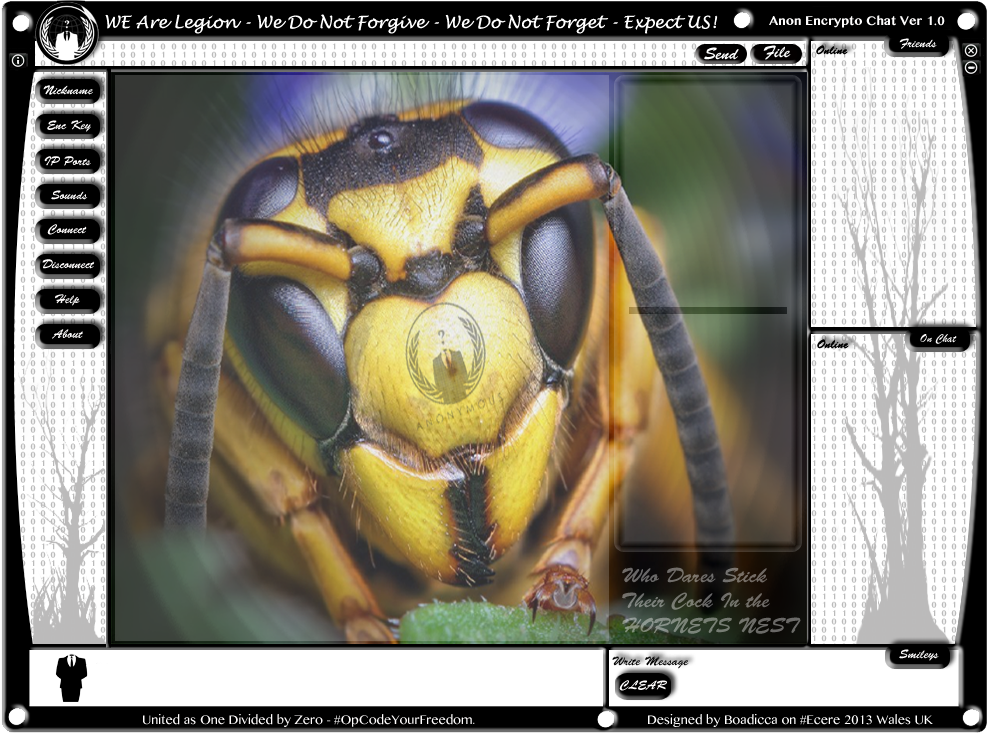 WE Are Legion - We Do Not Forgive - We Do Not Forget - Expect US!
Anon Encrypto Chat Ver 1.0
Send
File
Online
Friends
Nickname
Enc Key
IP Ports
Sounds
Connect
Disconnect
Help
About
?
ANONYMOUS
Online
On Chat
Who Dares Stick
Their Cock In the
HORNETS NEST
Write Message
Smileys
CLEAR
United as One Divided by Zero - #OpCodeYourFreedom.
Designed by Boadicca on #Ecere 2013 Wales UK